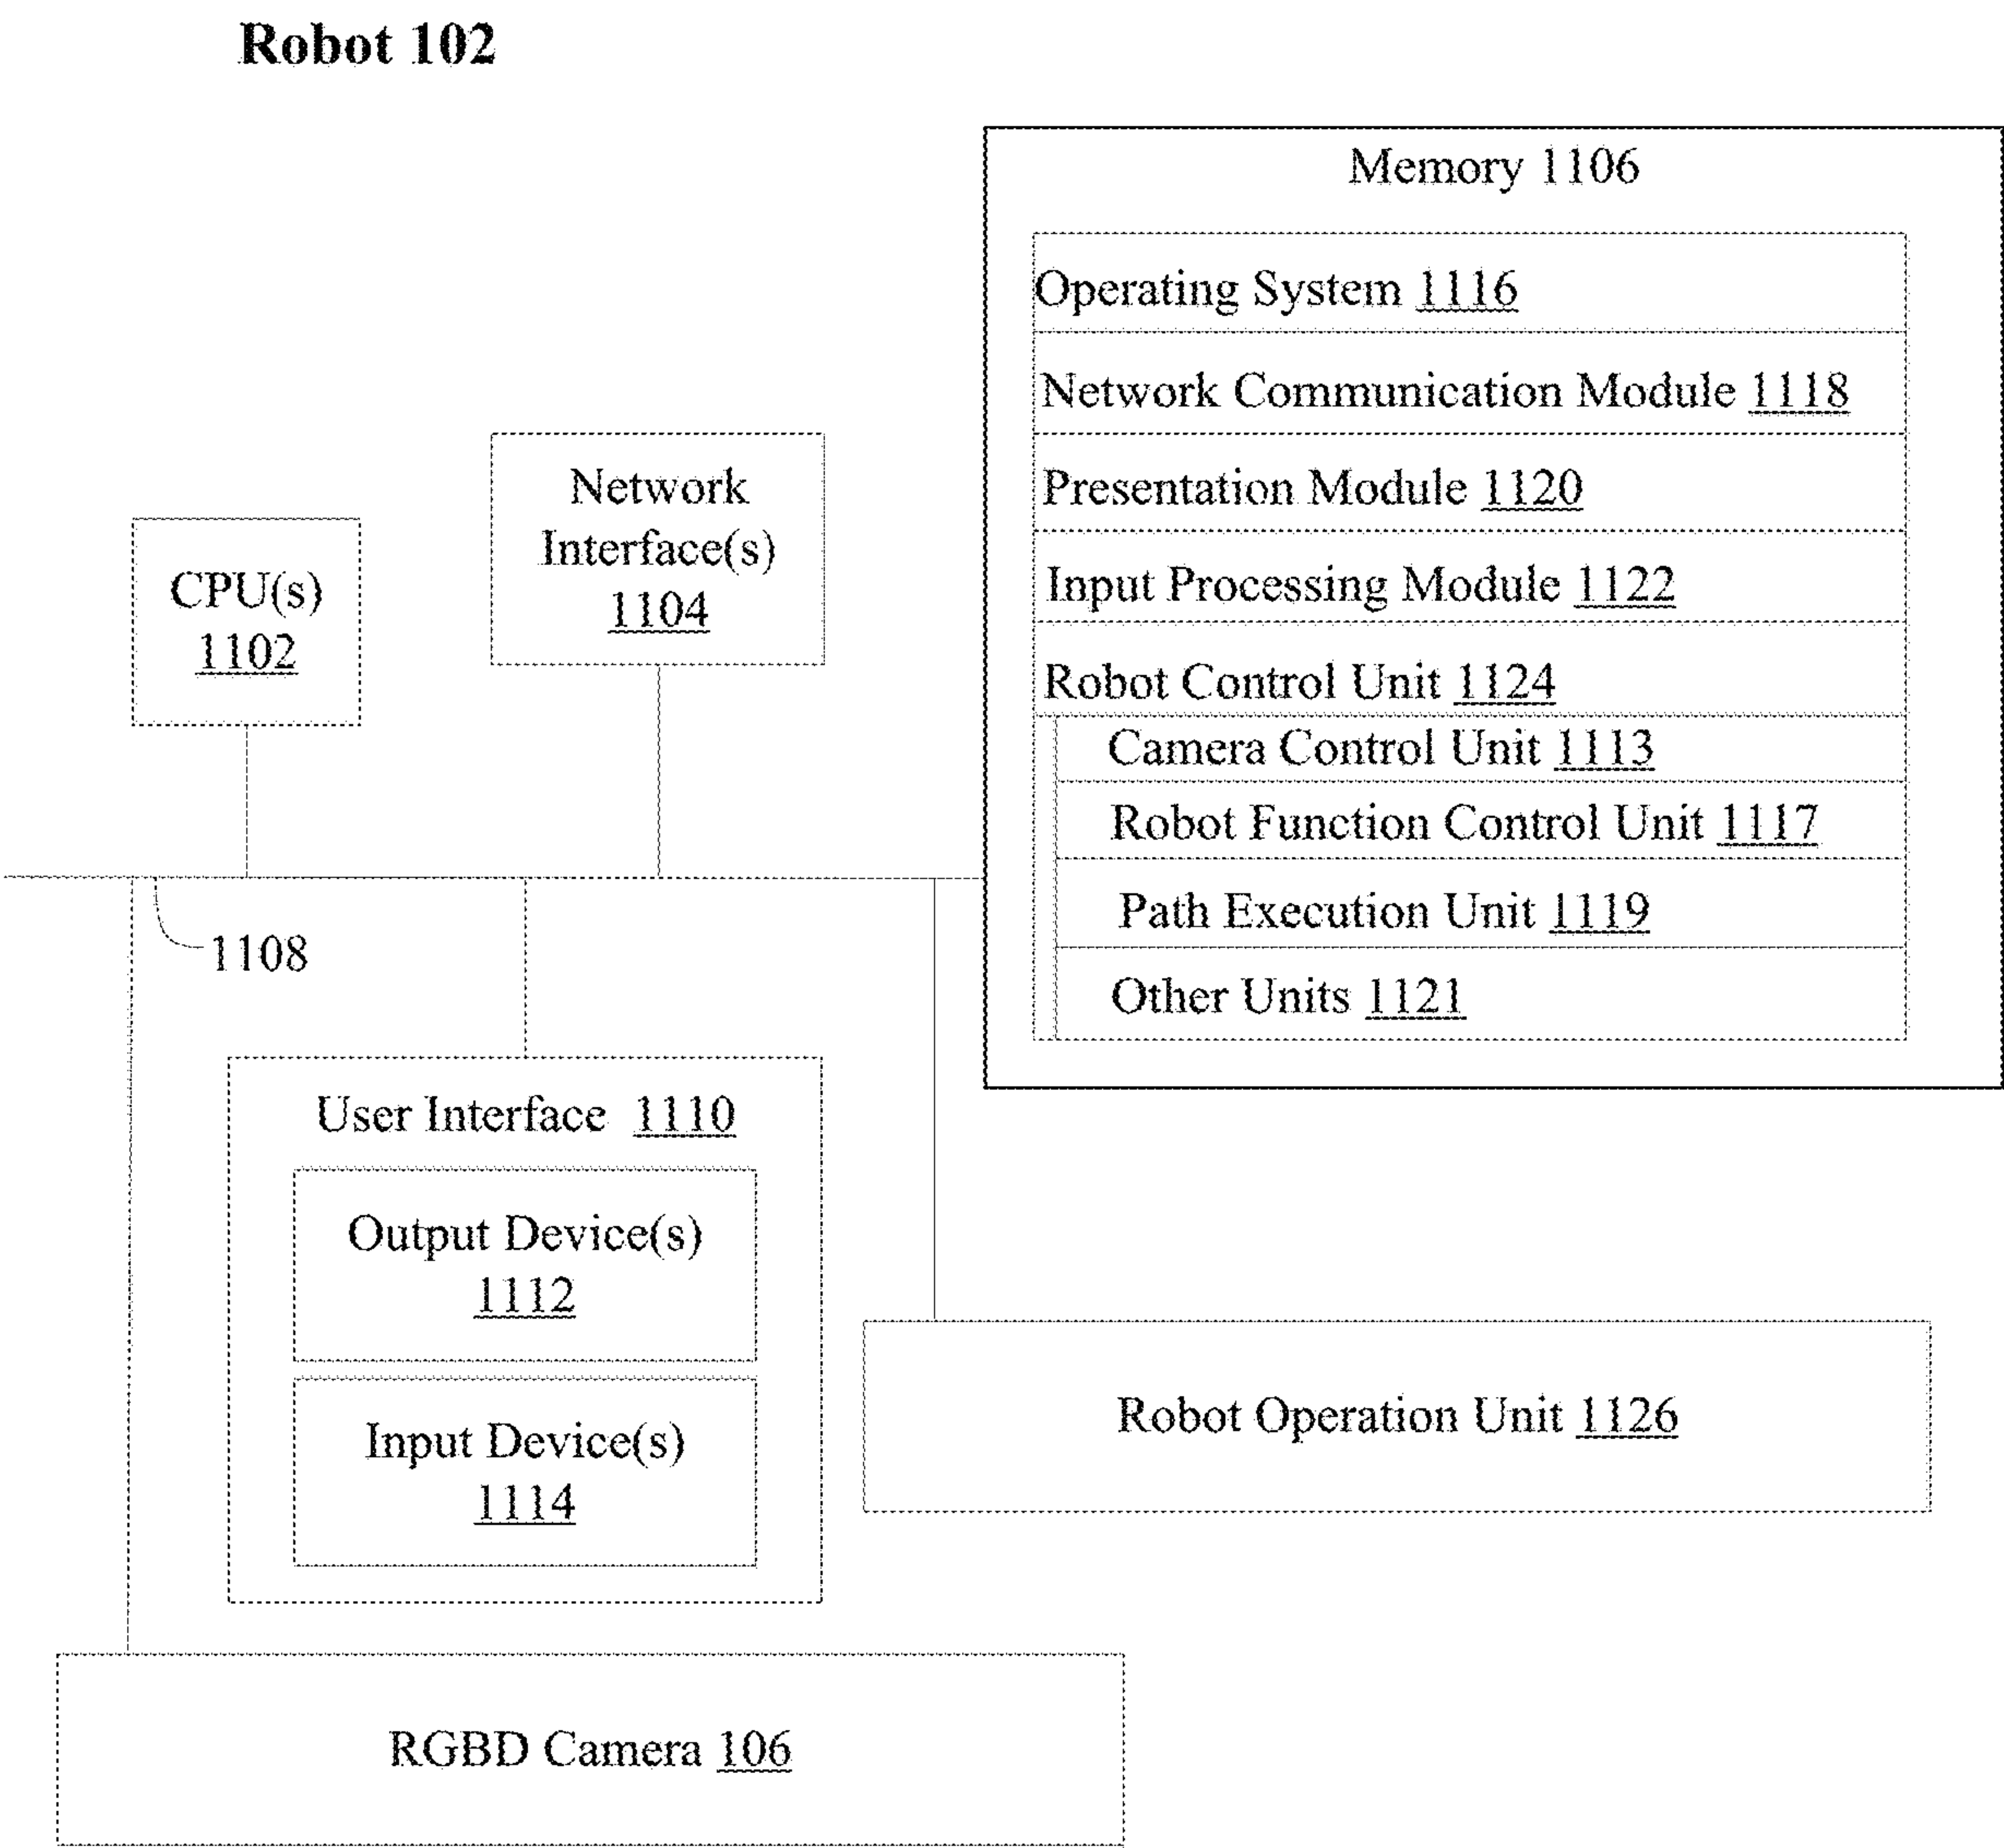 Robot 102
Memory 1106
Operating System 1116
Network Communication Module 1118
Presentation Module 1120
Input Processing Module 1122
Robot Control Unit 1124
Camera Control Unit 1113
Robot Function Control Unit 1117
Path Execution Unit 1119
Other Units 1121
Network
Interface(s)
1104
CPU(s)
1102
1108
User Interface 1110
Output Device(s)
1112
Input Device(s)
1114
Robot Operation Unit 1126
RGBD Camera 106